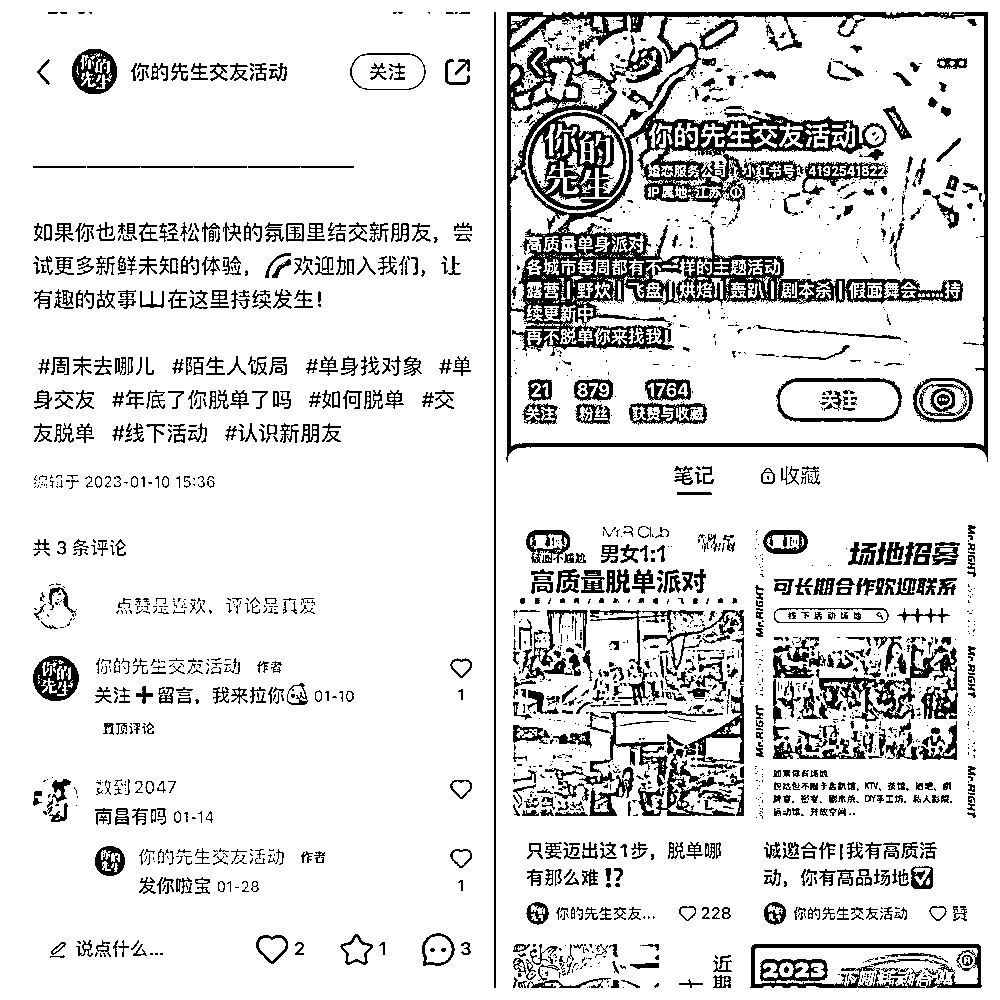 你的先生交友活动
关注
如果你也想在轻松愉快的氛围里结交新朋友，尝
试更多新鲜未知的体验，欢迎加入我们，让
有趣的故事在这里持续发生！
#周末去哪儿 #陌生人饭局 #单身找对象 #单
身交友 #年底了你脱单了吗 #如何脱单 #交
友脱单 #线下活动 #认识新朋友
编辑于 2023-01-10 15:36
共 3 条评论
点赞是喜欢，评论是真爱
你的先生交友活动 作者
关注➕留言，我来拉你 01-10
1
置顶评论
数到2047
南昌有吗 01-14
你的先生交友活动 作者
发你啦宝 01-28
1
说点什么...
2
1
3
你的先生
你的先生交友活动
小红书号：4192541822
IP属地：江苏
高质量单身派对
各城市每周都有不一样的主题活动
露营｜野炊｜飞盘｜烘焙｜轰趴｜剧本杀｜假面舞会......持
续更新中
再不脱单你来找我！
21
关注
879
粉丝
1764
获赞与收藏
关注
笔记
收藏
Mr.R Club
男女1:1
高质量脱单派对
只要迈出这1步，脱单哪
有那么难⁉️
你的先生交友...
228
场地招募
可长期合作欢迎联系
线下活动场地
Mr.RIGHT
Mr.RIGHT
Mr.RIGHT
Mr.RIGHT
Mr.RIGHT
如果你有场地
诚邀合作！我有高质活
动，你有高品场地✅
你的先生交友活动
赞
近
期
2023